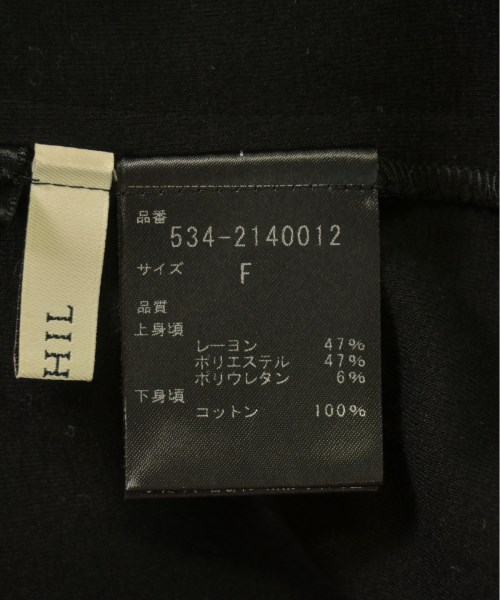 HIL
品番
534-2140012
サイズ F
品質
上身頃
レーヨン 47%
ポリエステル 47%
ポリウレタン 6%
下身頃
コットン 100%